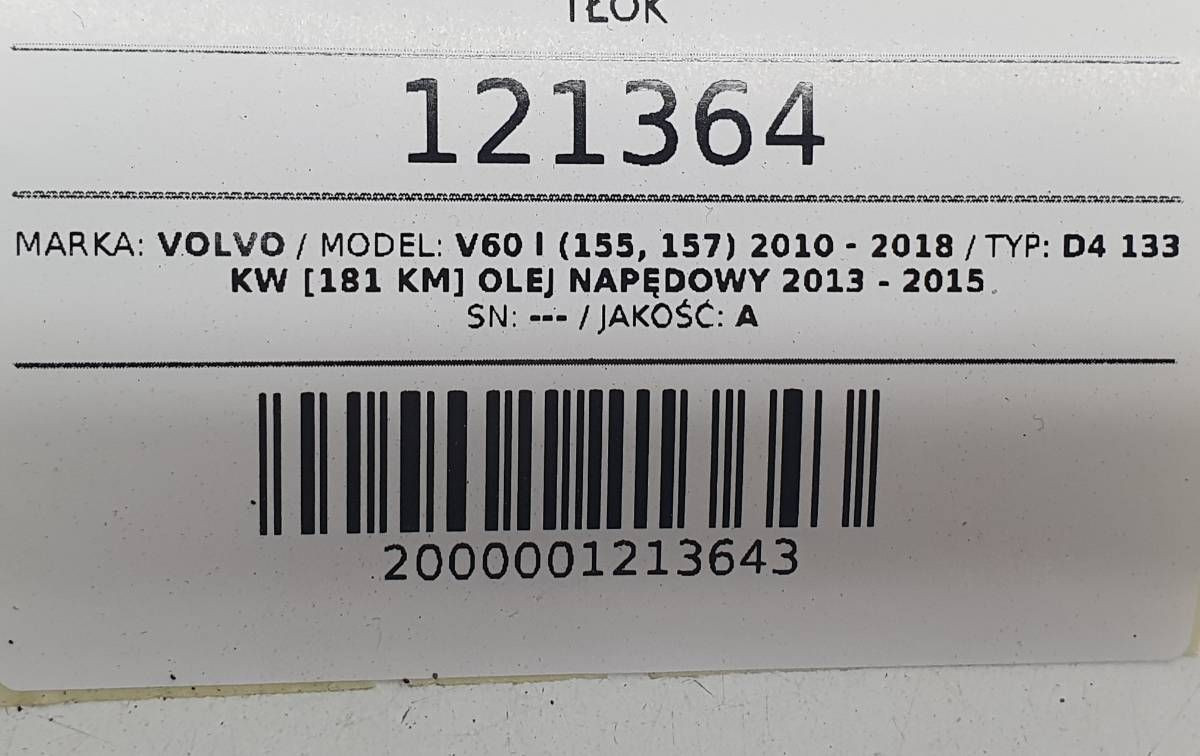 TŁOK
121364
MARKA: VOLVO / MODEL: V60 I (155, 157) 2010 - 2018 / TYP: D4 133
KW [181 KM] OLEJ NAPĘDOWY 2013 - 2015
SN: --- / JAKOŚĆ: A
2000001213643